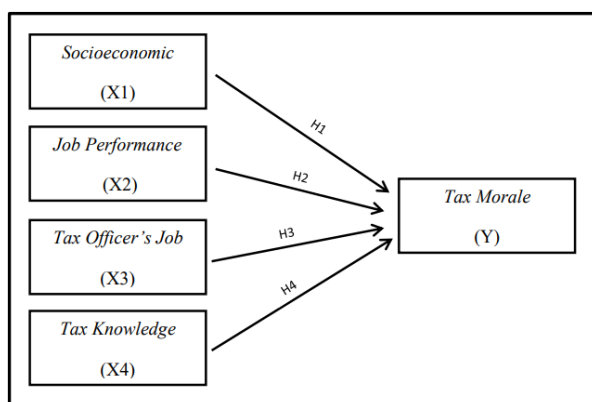 Socioeconomic
(X1)
H1
Job Performance
(X2)
H2
Tax Morale
(Y)
Tax Officer’s Job
(X3)
H3
Tax Knowledge
(X4)
H4